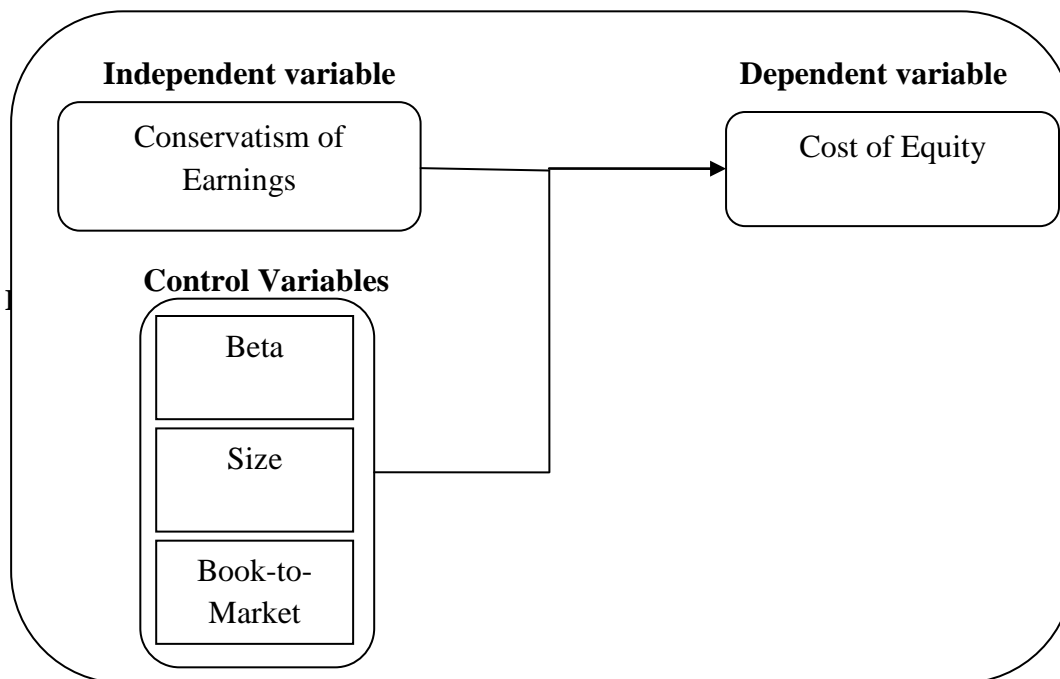 Independent variable
Dependent variable
Conservatism of
Earnings
Cost of Equity
Control Variables
Beta
Size
Book-to-
Market